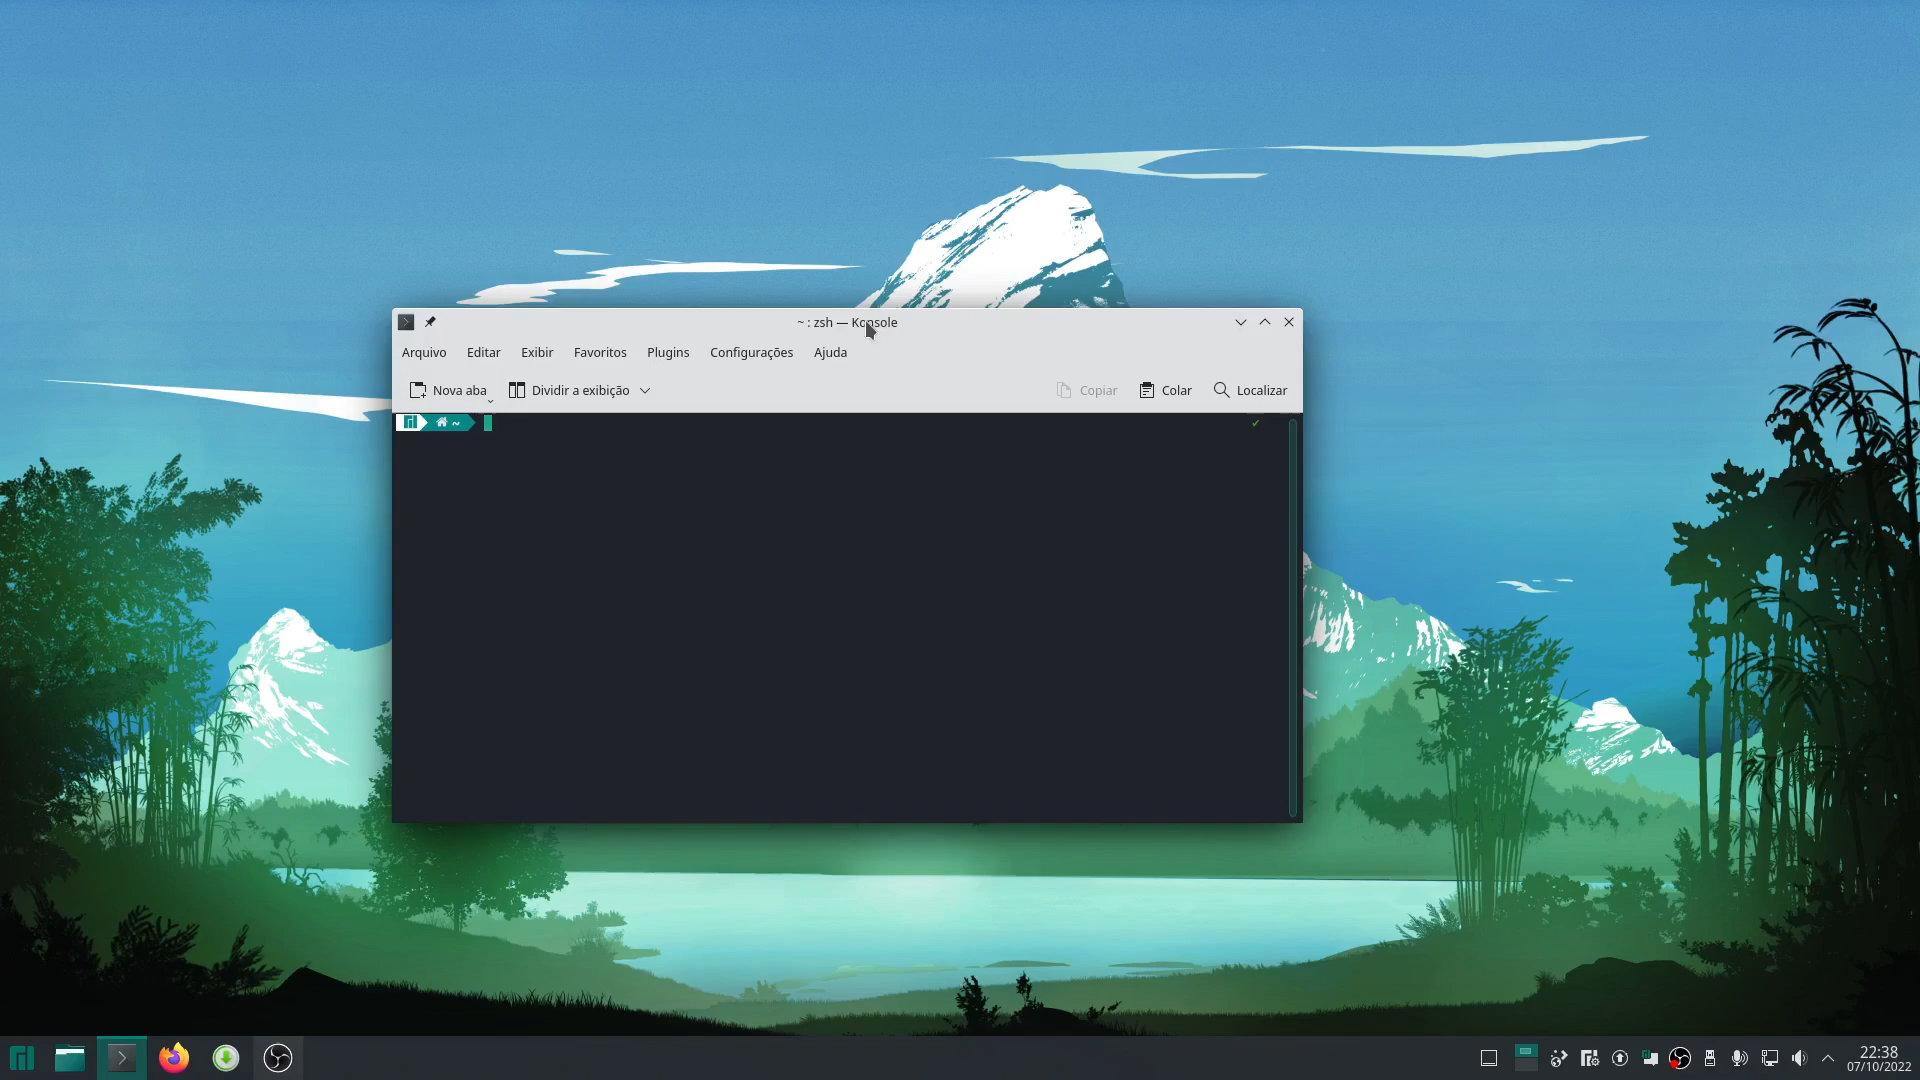 ~ : zsh — Konsole
Arquivo Editar Exibir Favoritos Plugins Configurações Ajuda
Nova aba Dividir a exibição Copiar Colar Localizar
~
22:38
07/10/2022